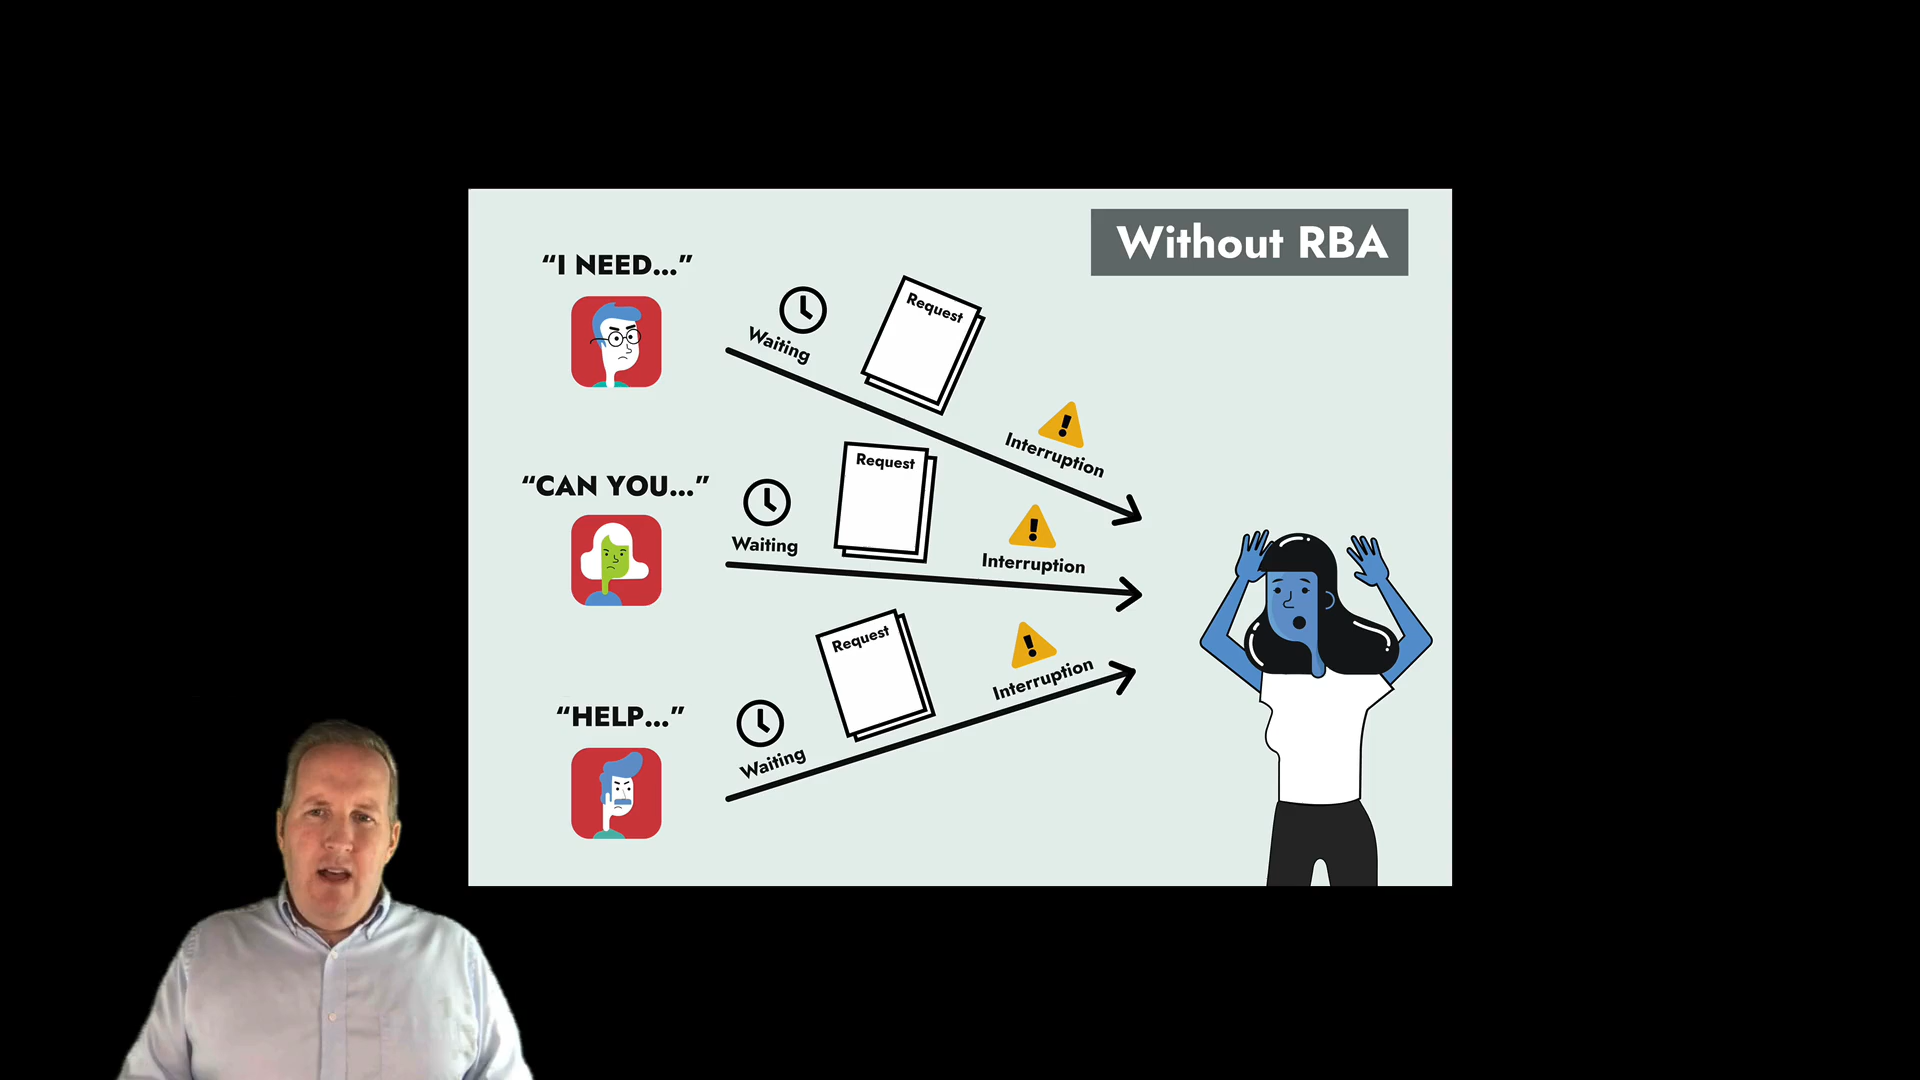 Without RBA
“I NEED...”
Waiting
Request
Interruption
“CAN YOU...”
Waiting
Request
Interruption
“HELP...”
Waiting
Request
Interruption